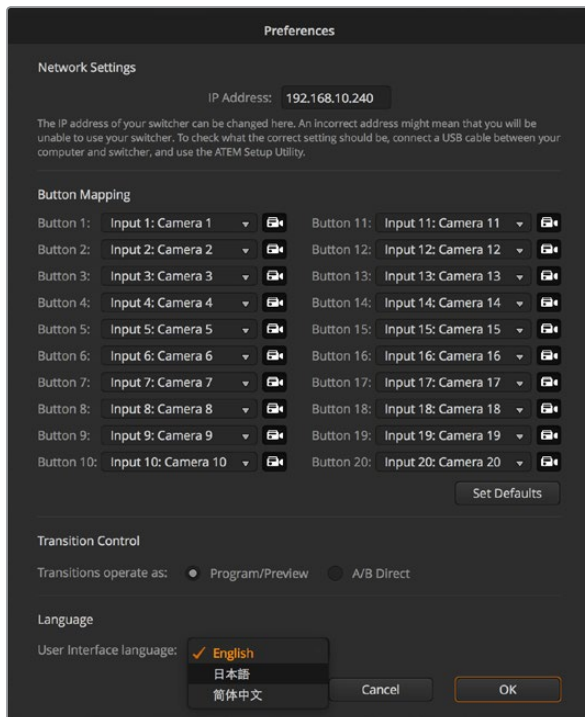 Preferences
Network Settings
IP Address: 192.168.10.240
The IP address of your switcher can be changed here. An incorrect address might mean that you will be
unable to use your switcher. To check what the correct setting should be, connect a USB cable between your
computer and switcher, and use the ATEM Setup Utility.
Button Mapping
Button 1: Input 1: Camera 1 Button 11: Input 11: Camera 11
Button 2: Input 2: Camera 2 Button 12: Input 12: Camera 12
Button 3: Input 3: Camera 3 Button 13: Input 13: Camera 13
Button 4: Input 4: Camera 4 Button 14: Input 14: Camera 14
Button 5: Input 5: Camera 5 Button 15: Input 15: Camera 15
Button 6: Input 6: Camera 6 Button 16: Input 16: Camera 16
Button 7: Input 7: Camera 7 Button 17: Input 17: Camera 17
Button 8: Input 8: Camera 8 Button 18: Input 18: Camera 18
Button 9: Input 9: Camera 9 Button 19: Input 19: Camera 19
Button 10: Input 10: Camera 10 Button 20: Input 20: Camera 20
Set Defaults
Transition Control
Transitions operate as: Program/Preview A/B Direct
Language
User Interface language: ✓ English
日本語
简体中文
Cancel OK